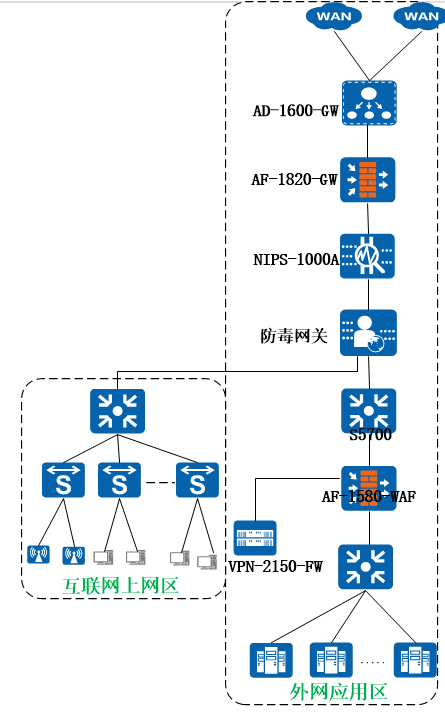 WAN WAN
AD-1600-GW
AF-1820-GW
NIPS-1000A
防毒网关
S5700
S S S
AF-1580-WAF
VPN-2150-FW
互联网上网区
外网应用区